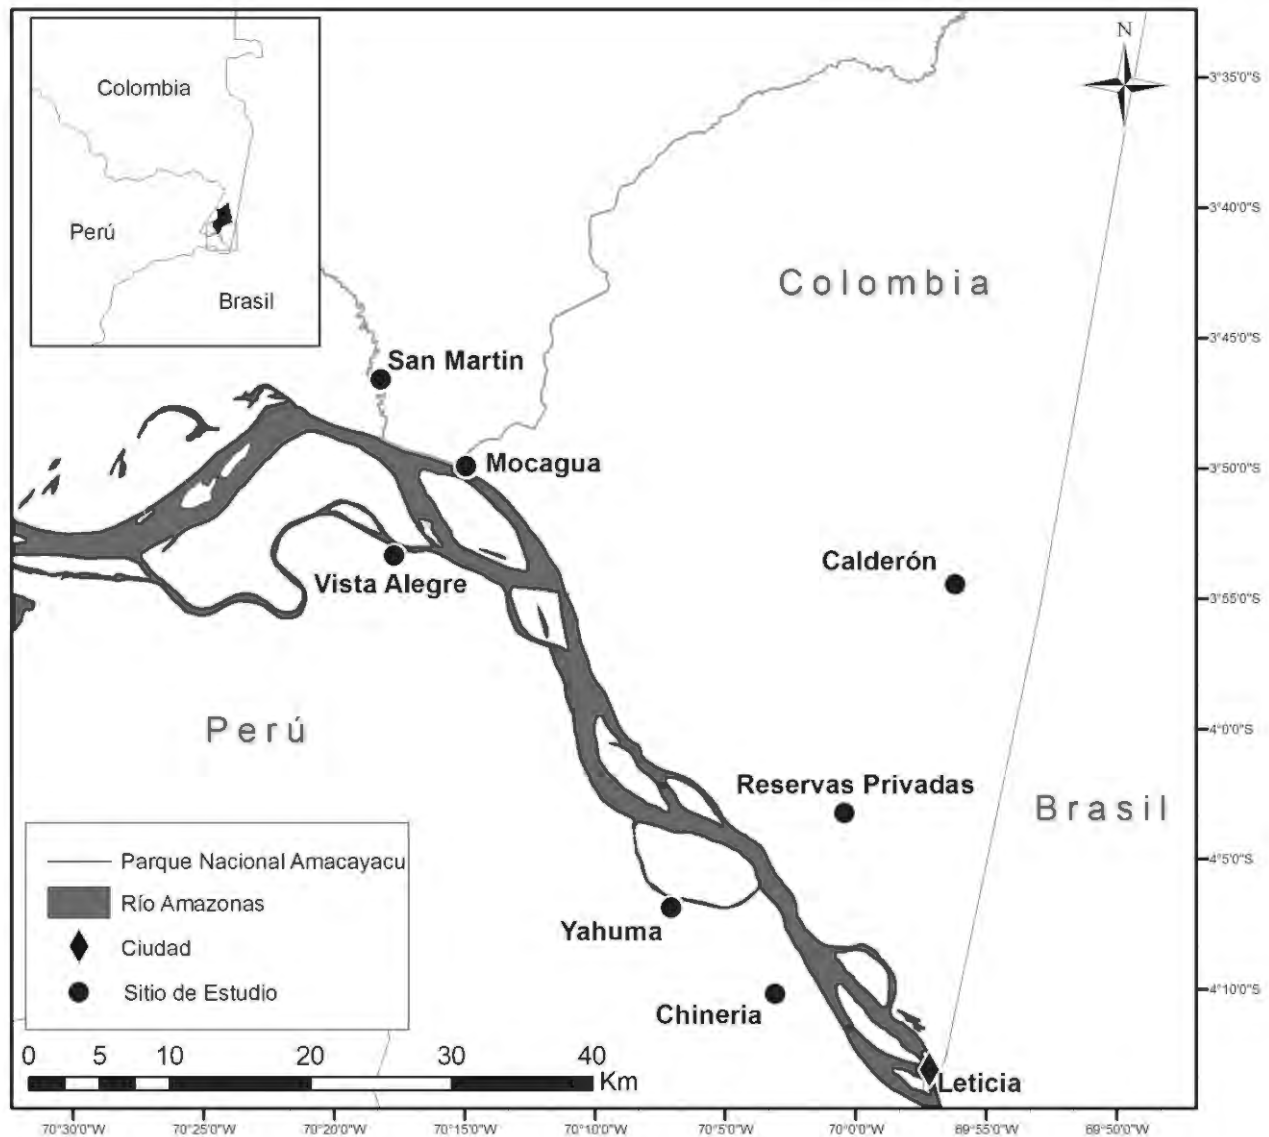 Colombia
Perú
Brasil
N
3°35'0"S
3°40'0"S
Colombia
3°45'0"S
San Martin
Mocagua
3°50'0"S
Calderón
Vista Alegre
3°55'0"S
Perú
4°0'0"S
Reservas Privadas
Brasil
Parque Nacional Amacayacu
4°5'0"S
Río Amazonas
Yahuma
Ciudad
Sitio de Estudio
4°10'0"S
Chineria
0 5 10 20 30 40
Km
Leticia
70°30'0"W 70°25'0"W 70°20'0"W 70°15'0"W 70°10'0"W 70°5'0"W 70°0'0"W 69°55'0"W 69°50'0"W